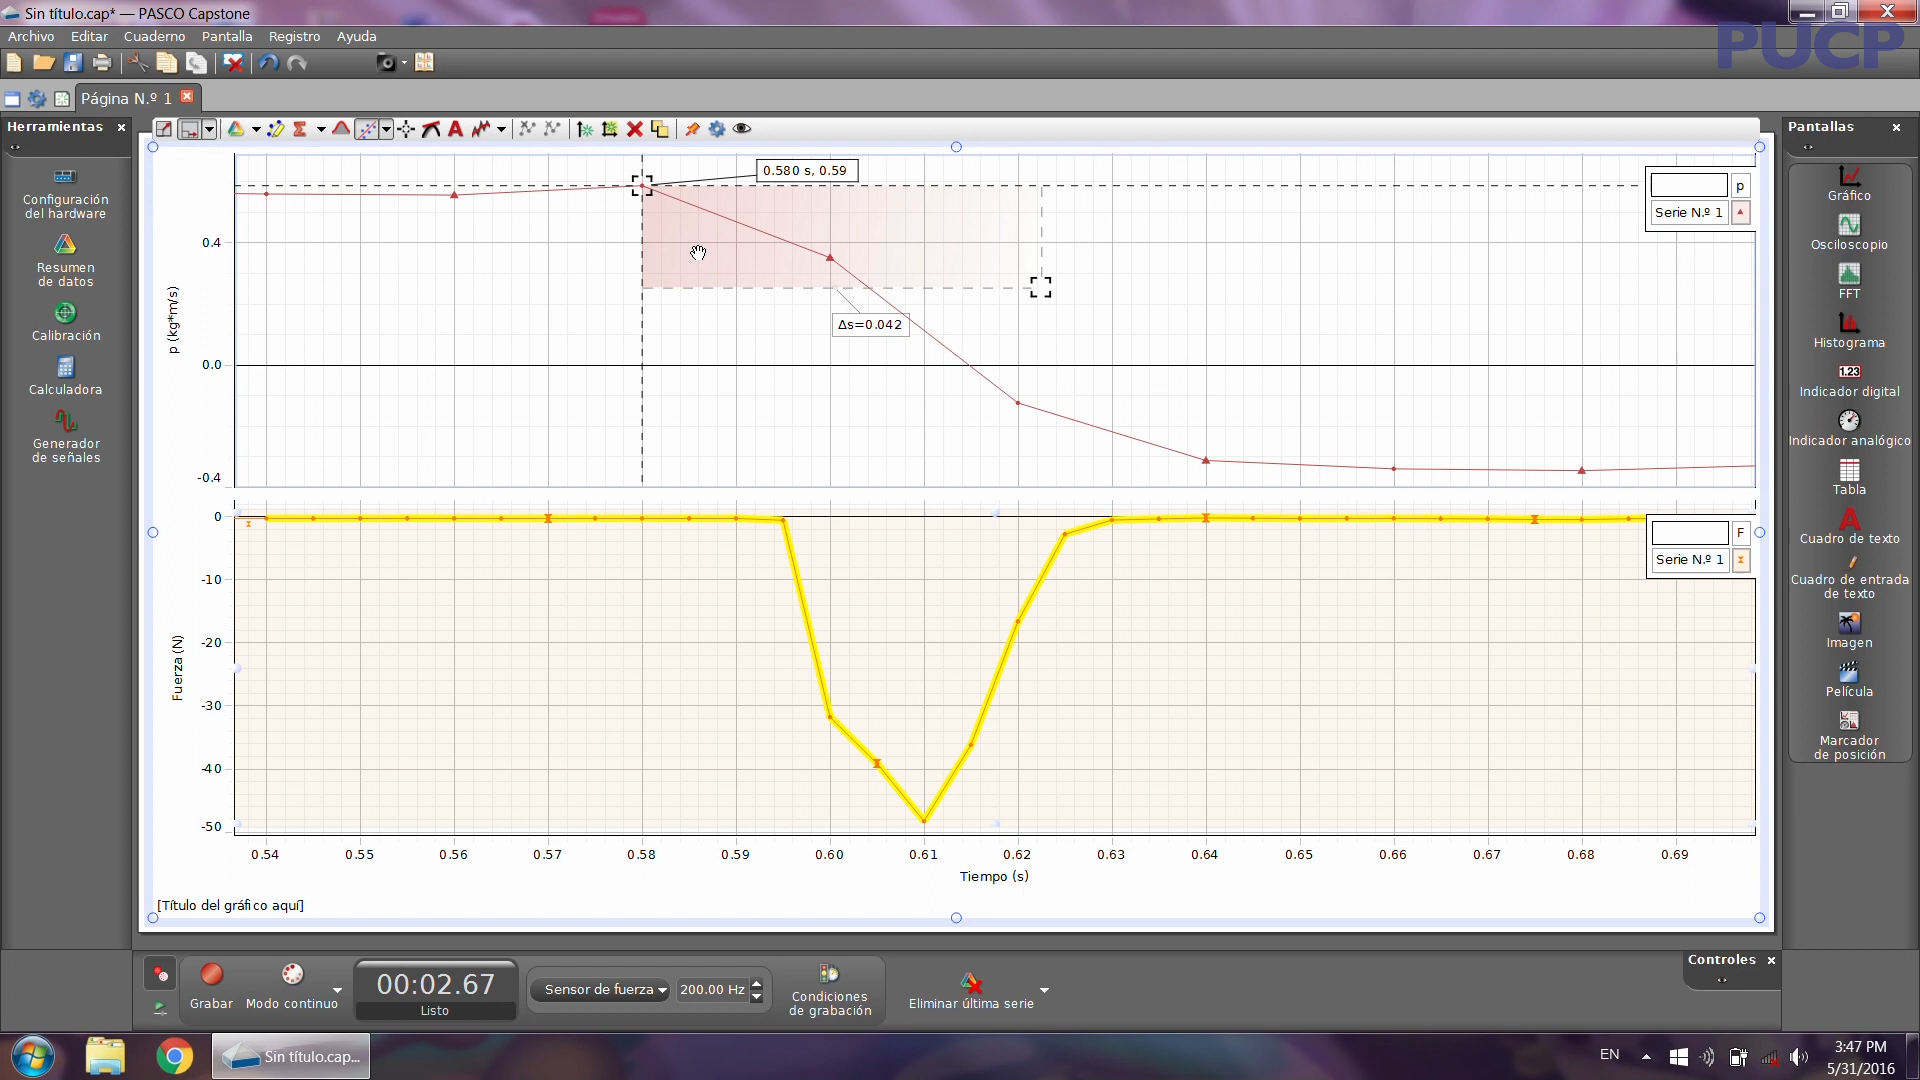 Sin título.cap* — PASCO Capstone
Archivo Editar Cuaderno Pantalla Registro Ayuda
PUCP
Página N.º 1
Herramientas
Configuración
del hardware
Resumen
de datos
Calibración
Calculadora
Generador
de señales
0.580 s, 0.59
p
Serie N.º 1
0.4
0.0
-0.4
p (kg*m/s)
Δs=0.042
F
Serie N.º 1
0
-10
-20
-30
-40
-50
Fuerza (N)
0.54 0.55 0.56 0.57 0.58 0.59 0.60 0.61 0.62 0.63 0.64 0.65 0.66 0.67 0.68 0.69
Tiempo (s)
[Título del gráfico aquí]
Pantallas
Gráfico
Osciloscopio
FFT
Histograma
1.23
Indicador digital
Indicador analógico
Tabla
Cuadro de texto
Cuadro de entrada
de texto
Imagen
Película
Marcador
de posición
Grabar
Modo continuo
00:02.67
Listo
Sensor de fuerza
200.00 Hz
Condiciones
de grabación
Eliminar última serie
Controles
Sin título.cap...
EN
3:47 PM
5/31/2016